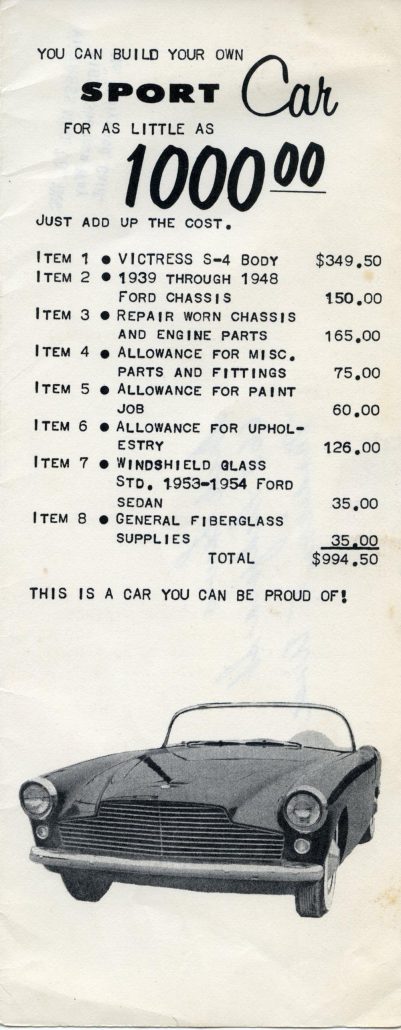 YOU CAN BUILD YOUR OWN
SPORT Car
FOR AS LITTLE AS
1000 00
JUST ADD UP THE COST.
ITEM 1 • VICTRESS S-4 BODY $349.50
ITEM 2 • 1939 THROUGH 1948
FORD CHASSIS 150.00
ITEM 3 • REPAIR WORN CHASSIS
AND ENGINE PARTS 165.00
ITEM 4 • ALLOWANCE FOR MISC.
PARTS AND FITTINGS 75.00
ITEM 5 • ALLOWANCE FOR PAINT
JOB 60.00
ITEM 6 • ALLOWANCE FOR UPHOL-
ESTRY 126.00
ITEM 7 • WINDSHIELD GLASS
STD. 1953-1954 FORD
SEDAN 35.00
ITEM 8 • GENERAL FIBERGLASS
SUPPLIES 35.00
TOTAL $994.50
THIS IS A CAR YOU CAN BE PROUD OF!